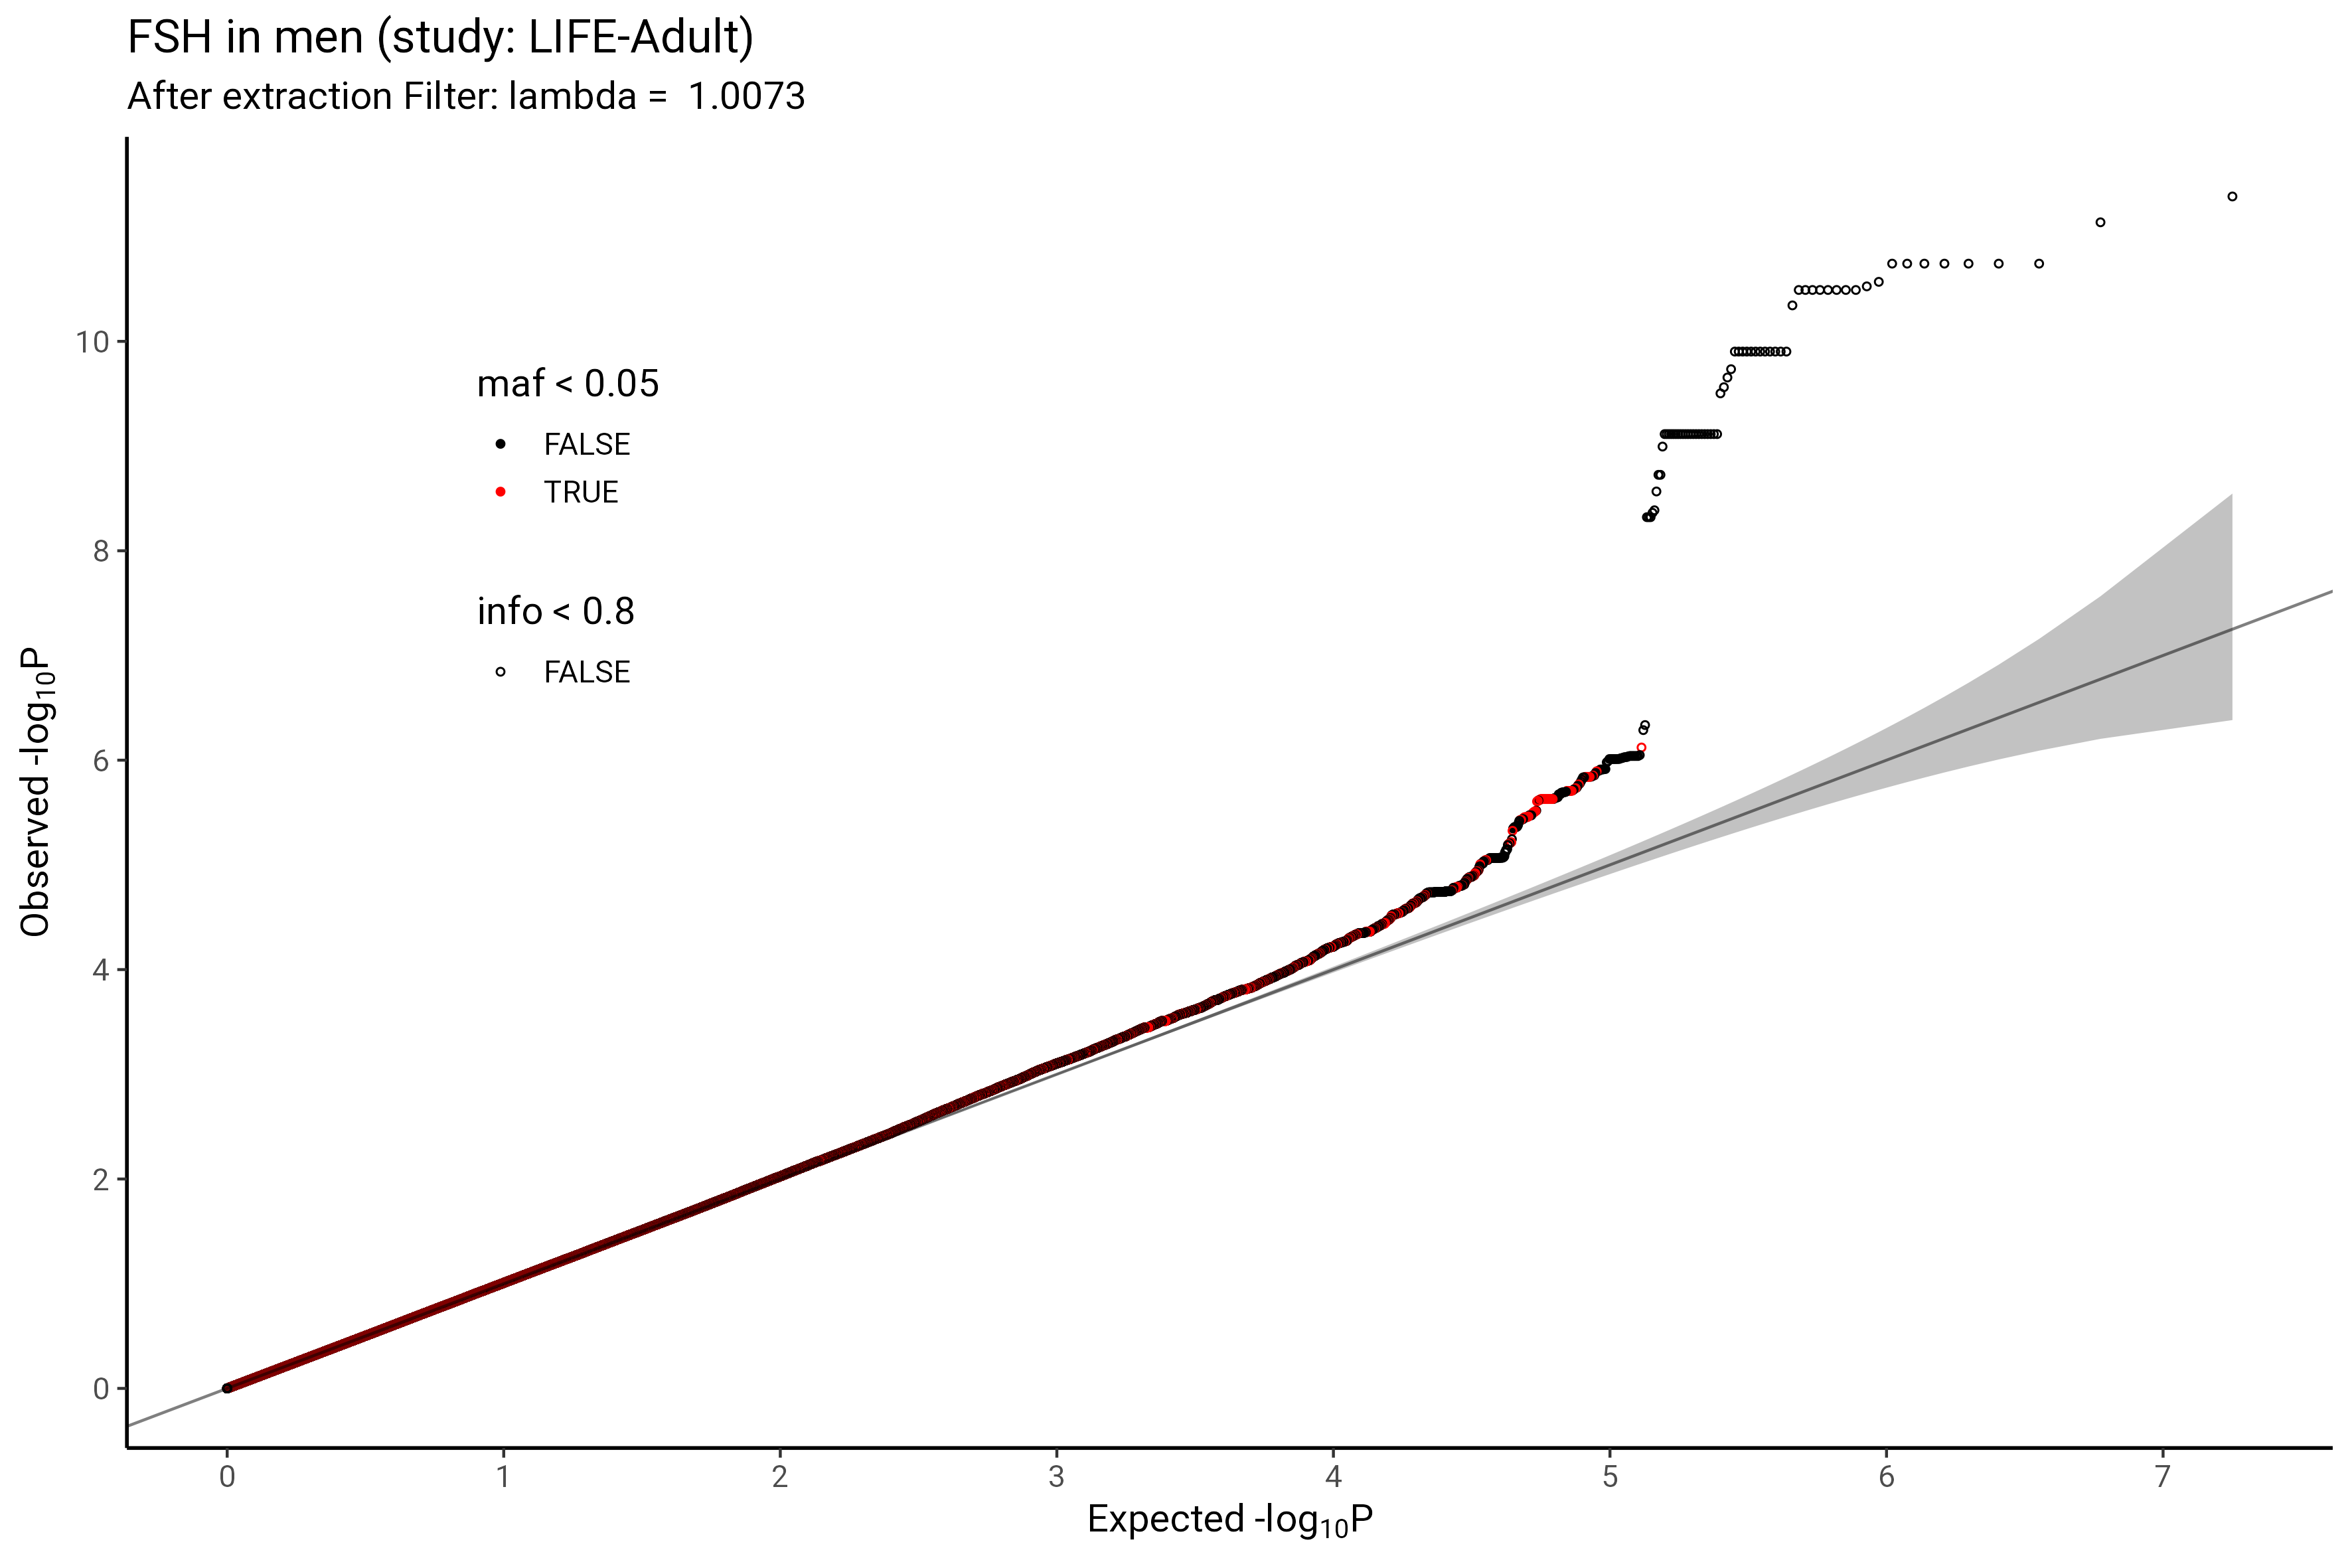 FSH in men (study: LIFE-Adult)
After extraction Filter: lambda =  1.0073
maf < 0.05
FALSE
TRUE
info < 0.8
FALSE
Observed -log10P
10
8
6
4
2
0
0 1 2 3 4 5 6 7
Expected -log10P